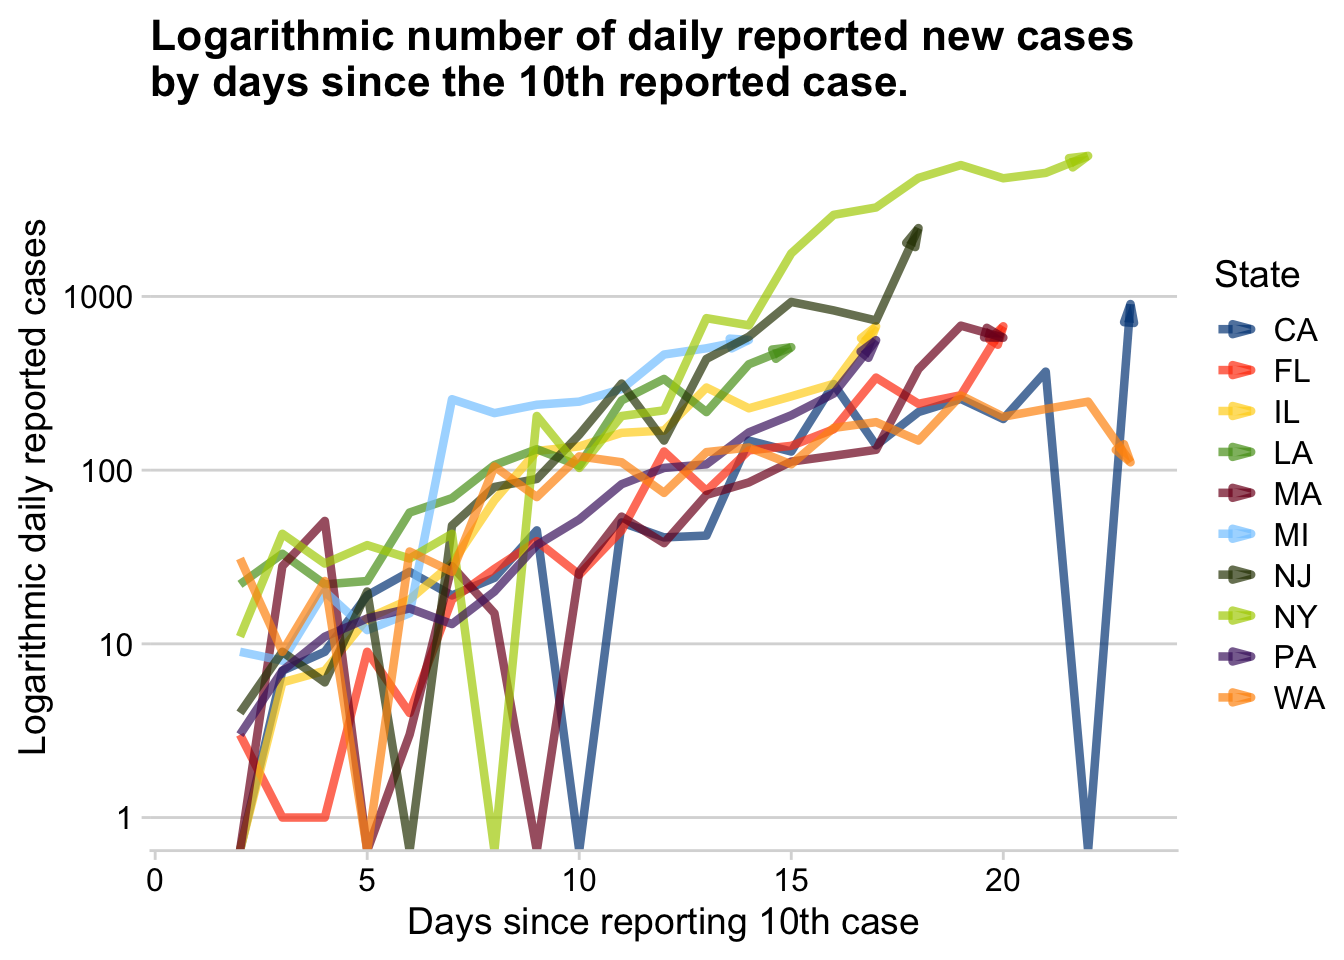 Logarithmic number of daily reported new cases
by days since the 10th reported case.
Logarithmic daily reported cases
1000
100
10
1
0 5 10 15 20
Days since reporting 10th case
State
CA
FL
IL
LA
MA
MI
NJ
NY
PA
WA